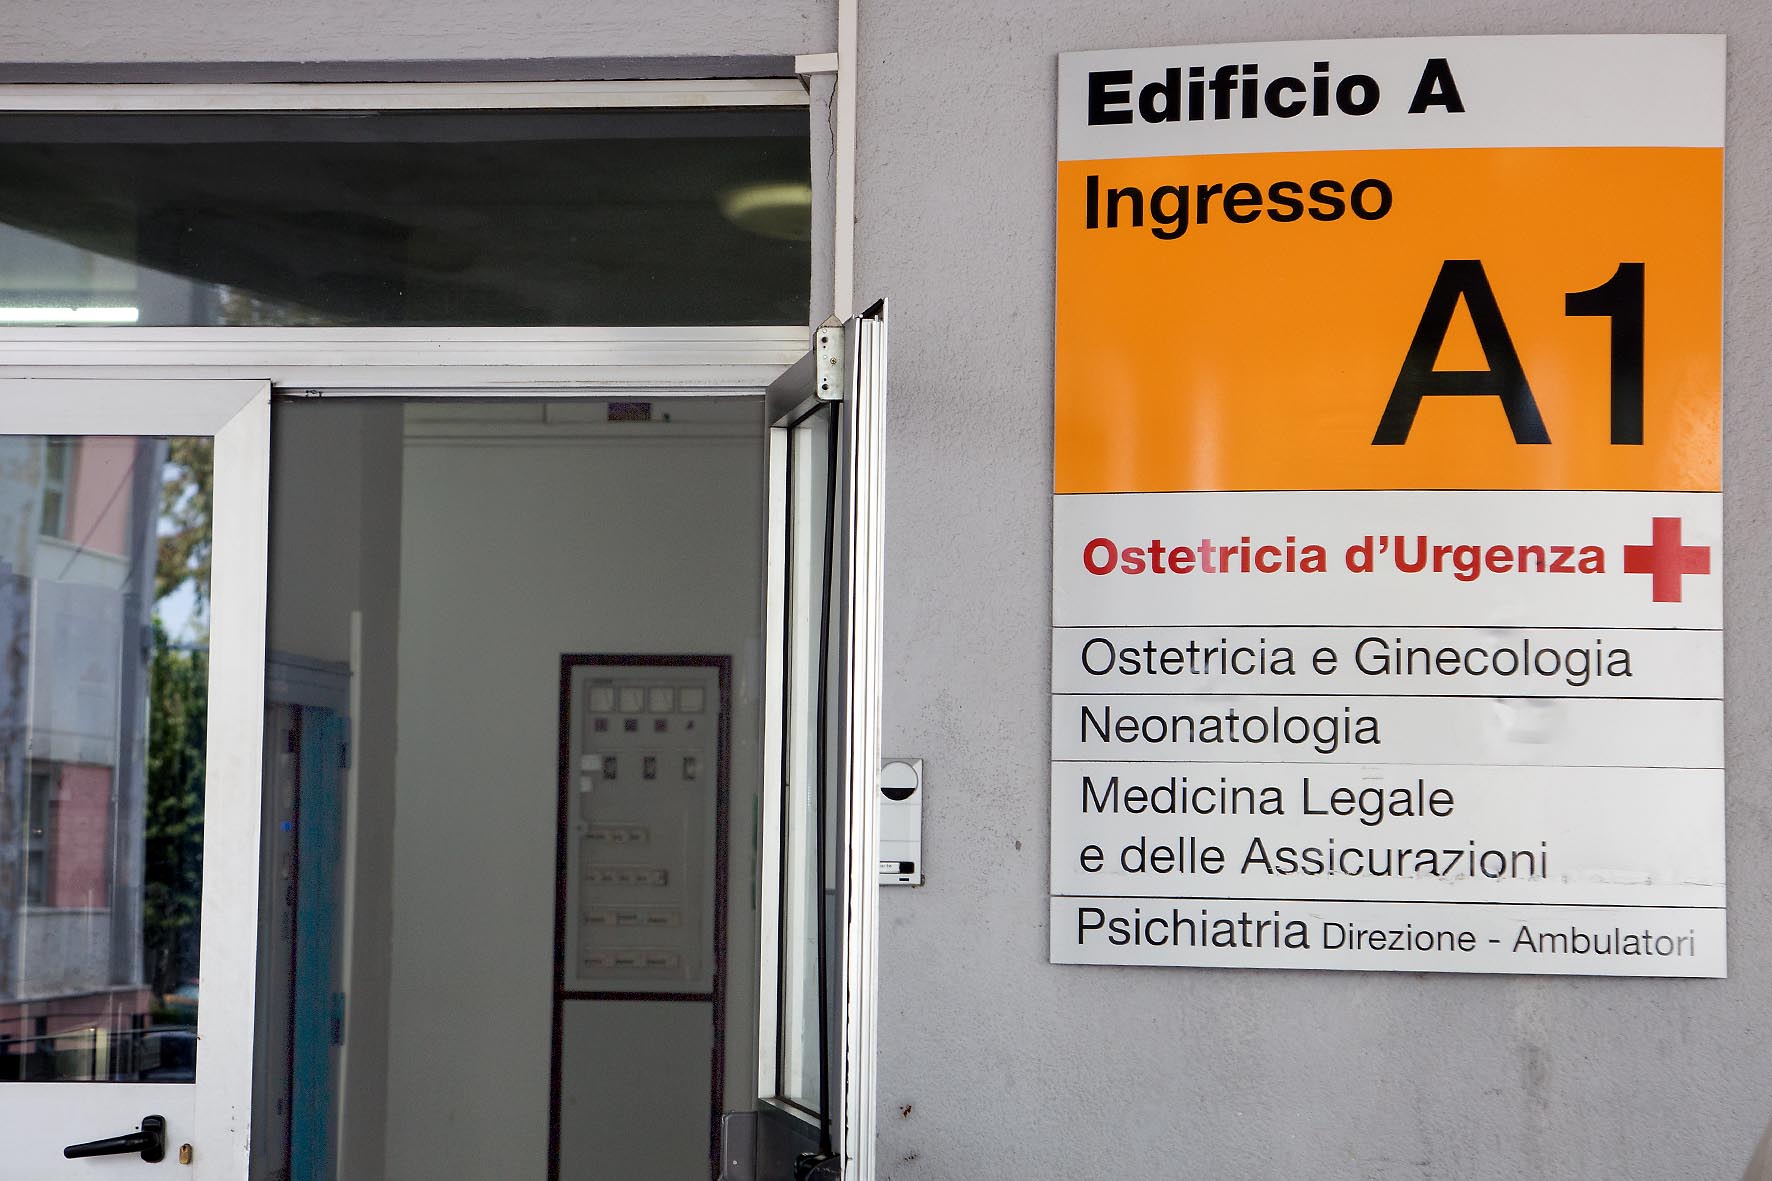 Edificio A
Ingresso
A1
Ostetricia d’Urgenza
Ostetricia e Ginecologia
Neonatologia
Medicina Legale
e delle Assicurazioni
Psichiatria Direzione - Ambulatori